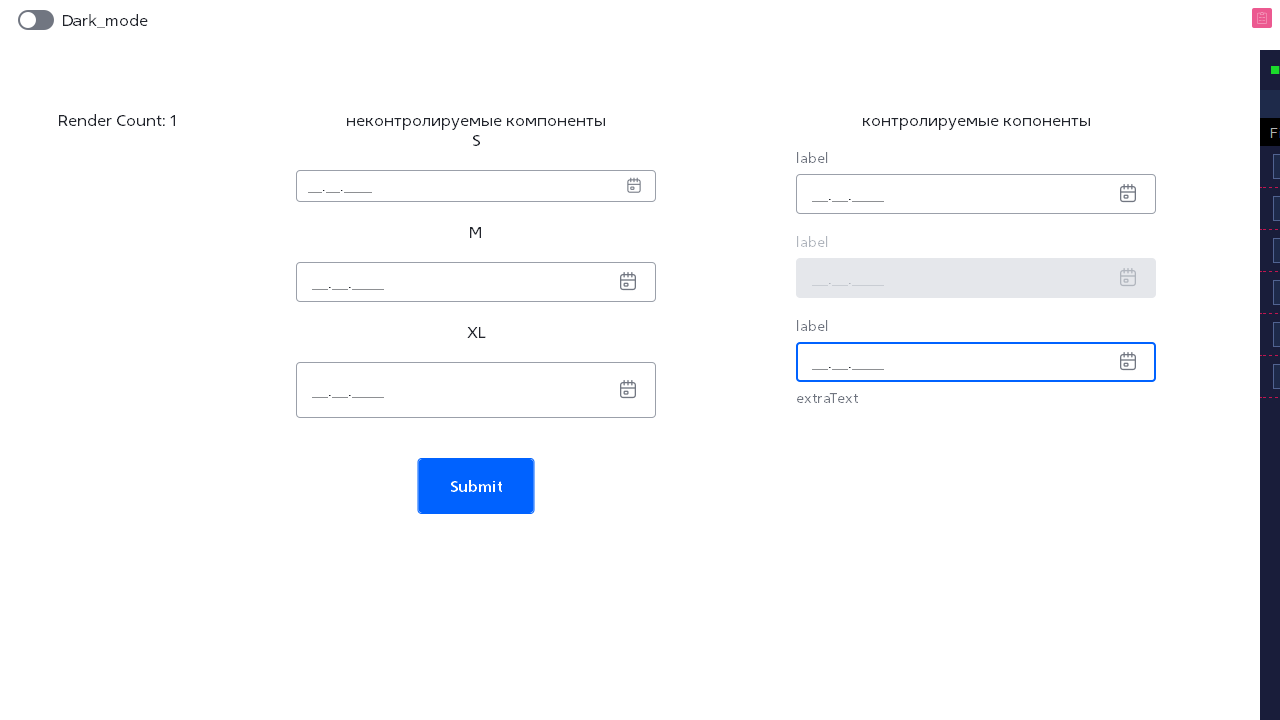 Dark_mode
Render Count: 1
неконтролируемые компоненты
S
__.__.____
M
__.__.____
XL
__.__.____
Submit
контролируемые копоненты
label
__.__.____
label
__.__.____
label
__.__.____
extraText